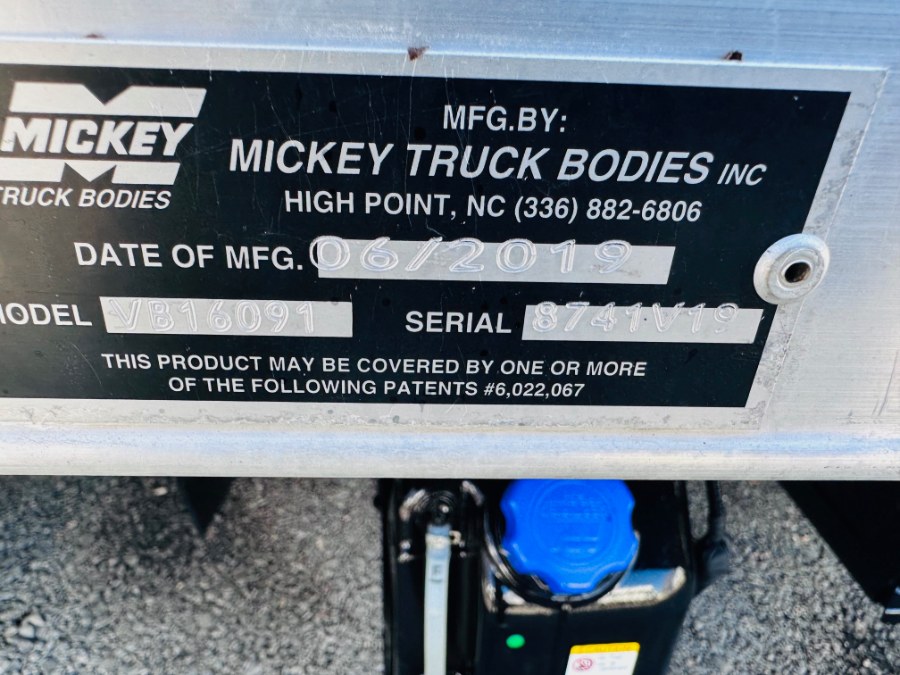 MICKEY
TRUCK BODIES
MFG.BY:
MICKEY TRUCK BODIES INC
HIGH POINT, NC (336) 882-6806
DATE OF MFG. 06/2019
MODEL VB16091
SERIAL 8741V19
THIS PRODUCT MAY BE COVERED BY ONE OR MORE
OF THE FOLLOWING PATENTS #6,022,067